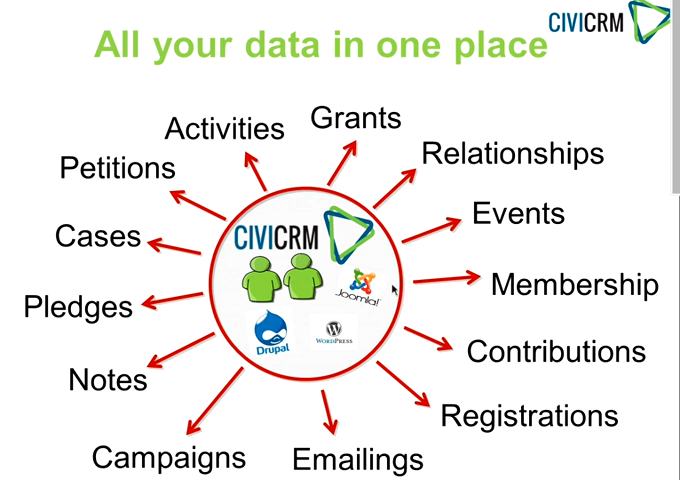 CIVICRM
All your data in one place
Grants
Activities
Relationships
Petitions
Events
Cases
CIVICRM
Membership
Joomla!
Pledges
Drupal
WORDPRESS
Contributions
Notes
Registrations
Campaigns
Emailings